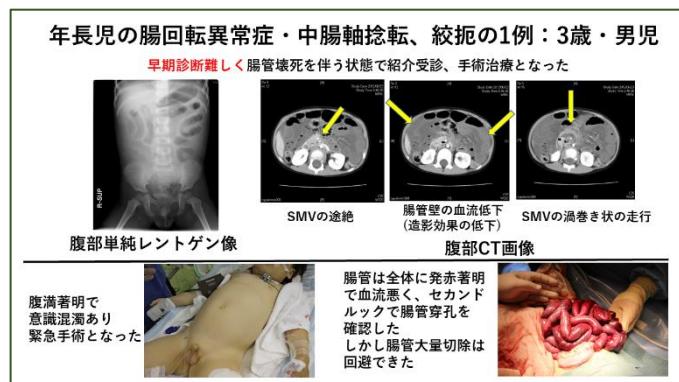 年長児の腸回転異常症・中腸軸捻転、絞扼の1例：3歳・男児
早期診断難しく腸管壊死を伴う状態で紹介受診、手術治療となった
R-SUP
SMVの途絶
腸管壁の血流低下
(造影効果の低下)
SMVの渦巻き状の走行
腹部単純レントゲン像
腹部CT画像
腹満著明で
意識混濁あり
緊急手術となった
腸管は全体に発赤著明
で血流悪く、セカンド
ルックで腸管穿孔を
確認した
しかし腸管大量切除は
回避できた